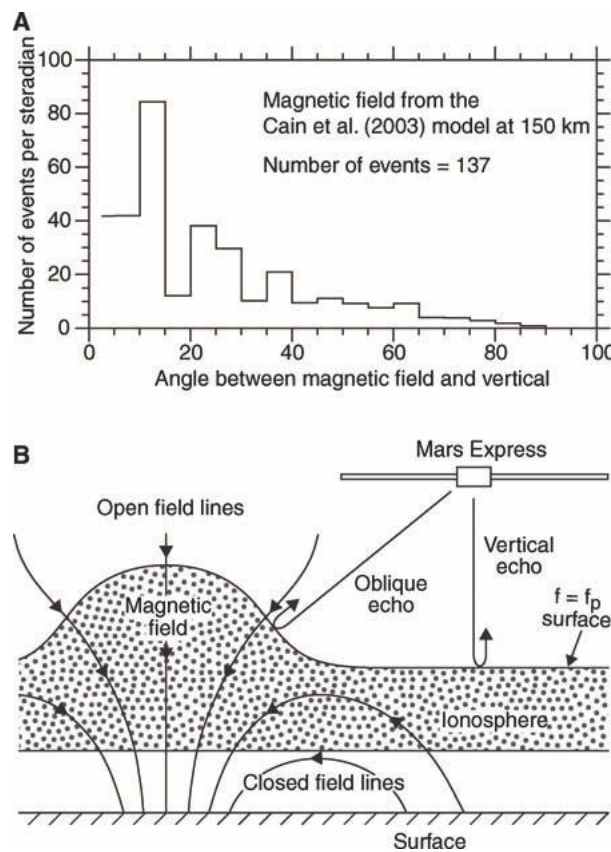 A
Number of events per steradian
100
80
60
40
20
0
Magnetic field from the
Cain et al. (2003) model at 150 km
Number of events = 137
0 20 40 60 80 100
Angle between magnetic field and vertical
B
Mars Express
Open field lines
Magnetic
field
Oblique
echo
Vertical
echo
f = fp
surface
Ionosphere
Closed field lines
Surface